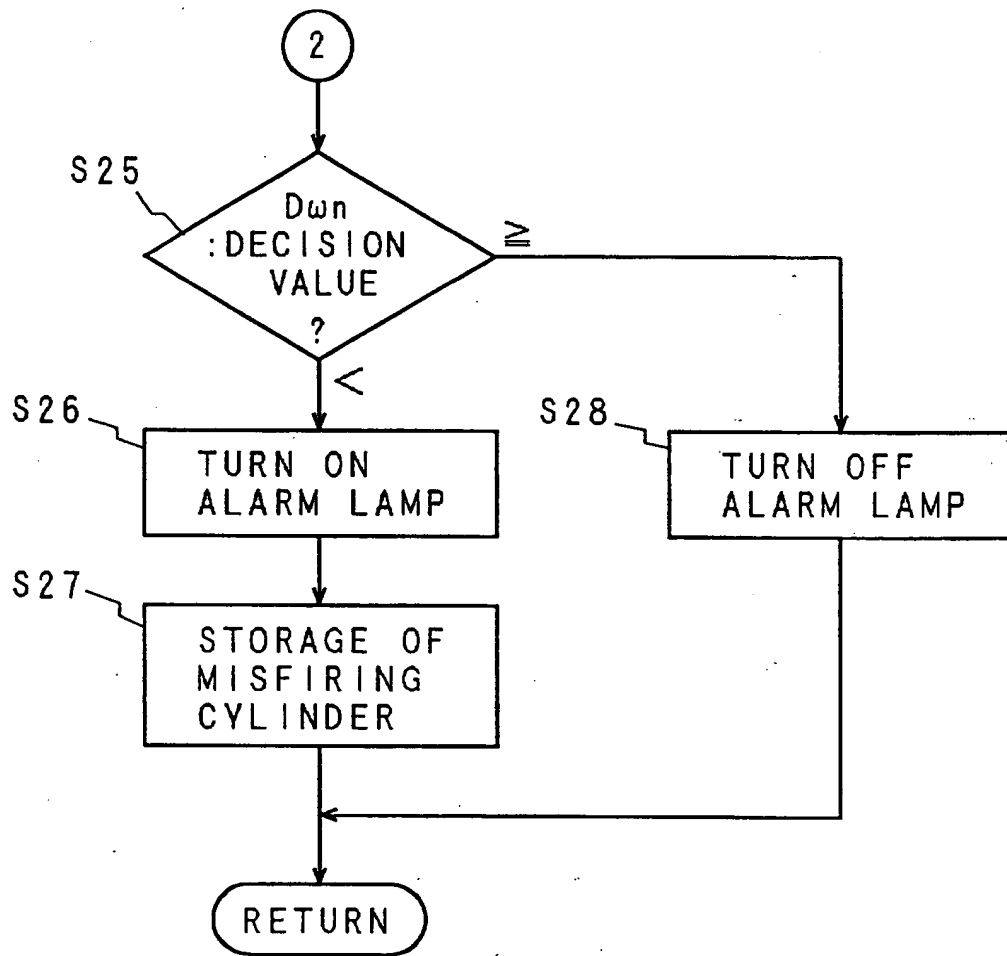 2
S25
Dωn
:DECISION
VALUE
?
≧
<
S26
TURN ON
ALARM LAMP
S28
TURN OFF
ALARM LAMP
S27
STORAGE OF
MISFIRING
CYLINDER
RETURN